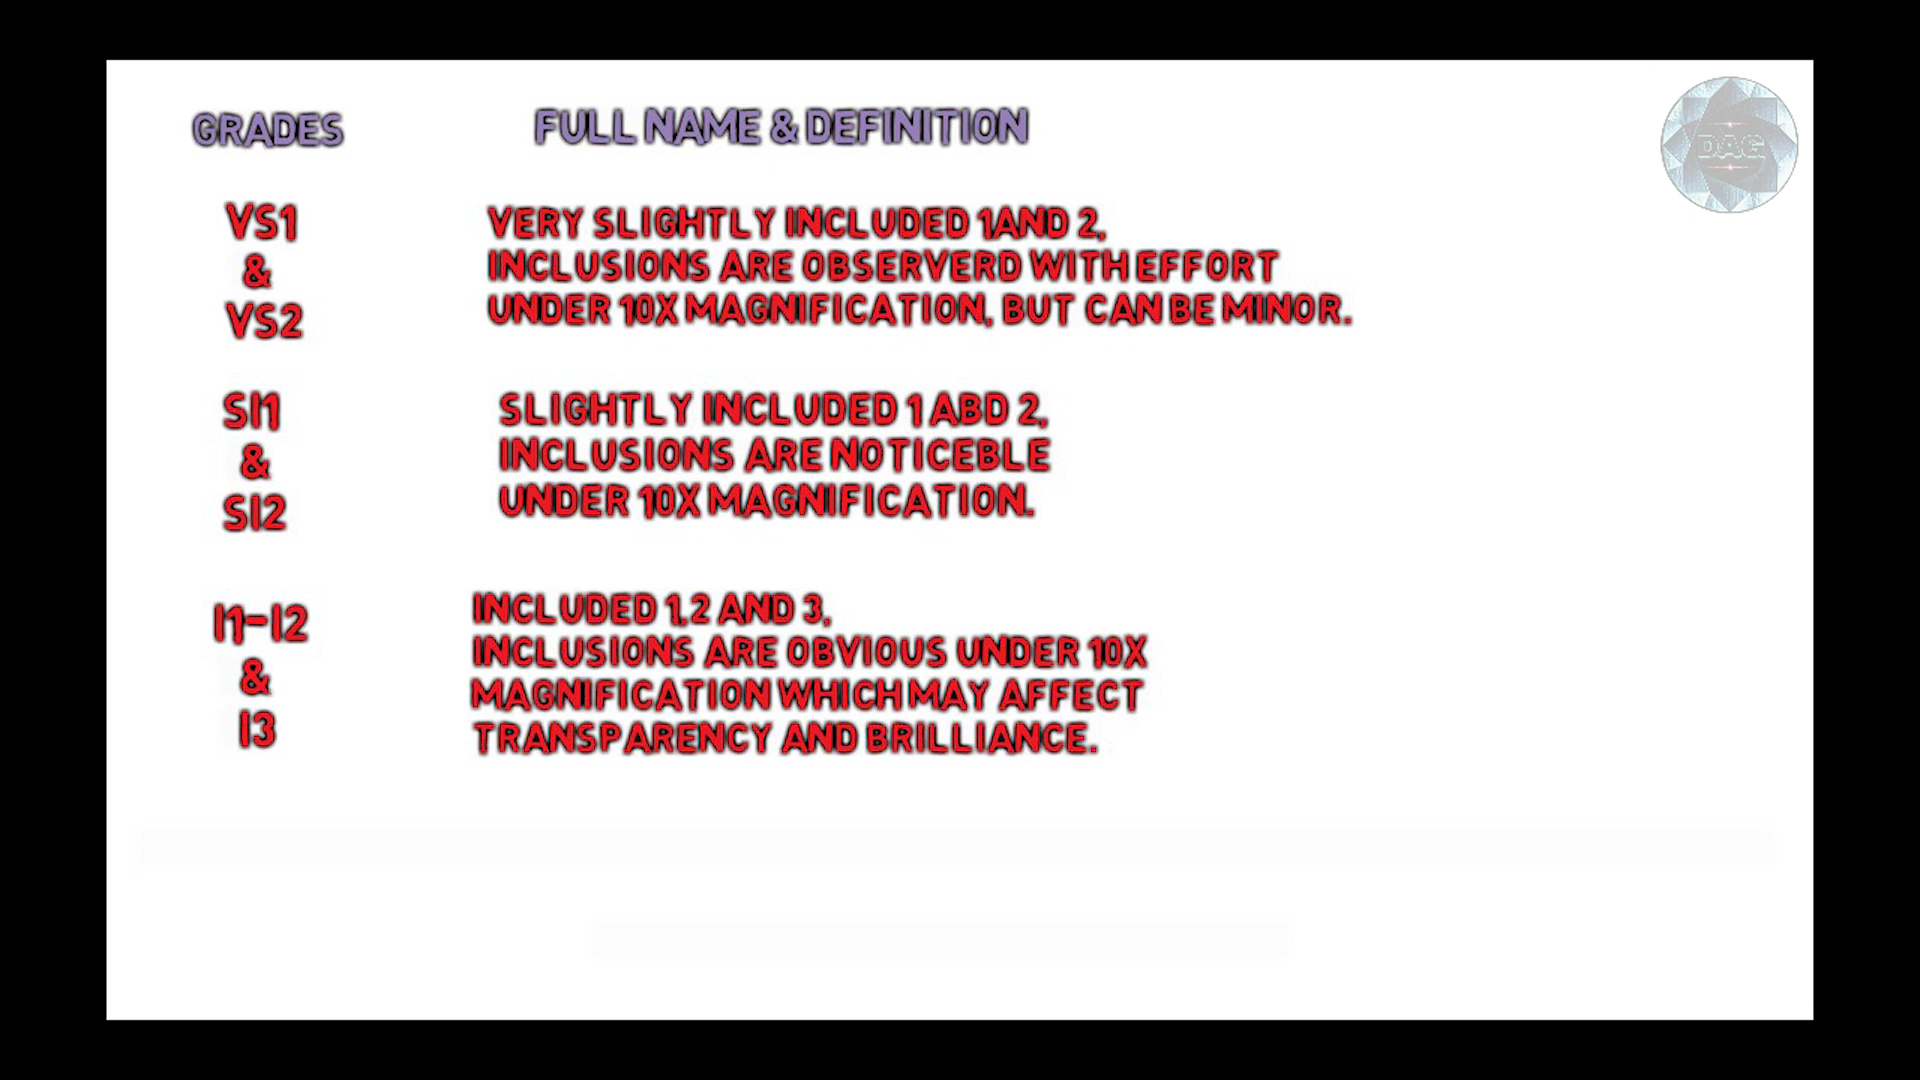 GRADES
FULL NAME & DEFINITION
DAG
VS1
&
VS2
VERY SLIGHTLY INCLUDED 1AND 2,
INCLUSIONS ARE OBSERVERD WITH EFFORT
UNDER 10X MAGNIFICATION, BUT CAN BE MINOR.
SI1
&
SI2
SLIGHTLY INCLUDED 1 ABD 2,
INCLUSIONS ARE NOTICEBLE
UNDER 10X MAGNIFICATION.
I1-I2
&
I3
INCLUDED 1,2 AND 3,
INCLUSIONS ARE OBVIOUS UNDER 10X
MAGNIFICATION WHICH MAY AFFECT
TRANSPARENCY AND BRILLIANCE.